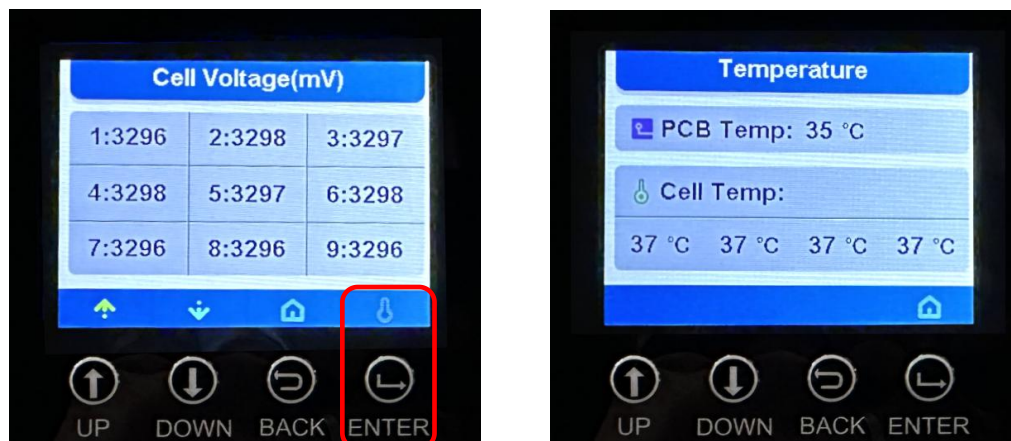 Cell Voltage(mV)
1:3296 2:3298 3:3297
4:3298 5:3297 6:3298
7:3296 8:3296 9:3296
UP DOWN BACK ENTER
Temperature
PCB Temp: 35 °C
Cell Temp:
37 °C 37 °C 37 °C 37 °C
UP DOWN BACK ENTER